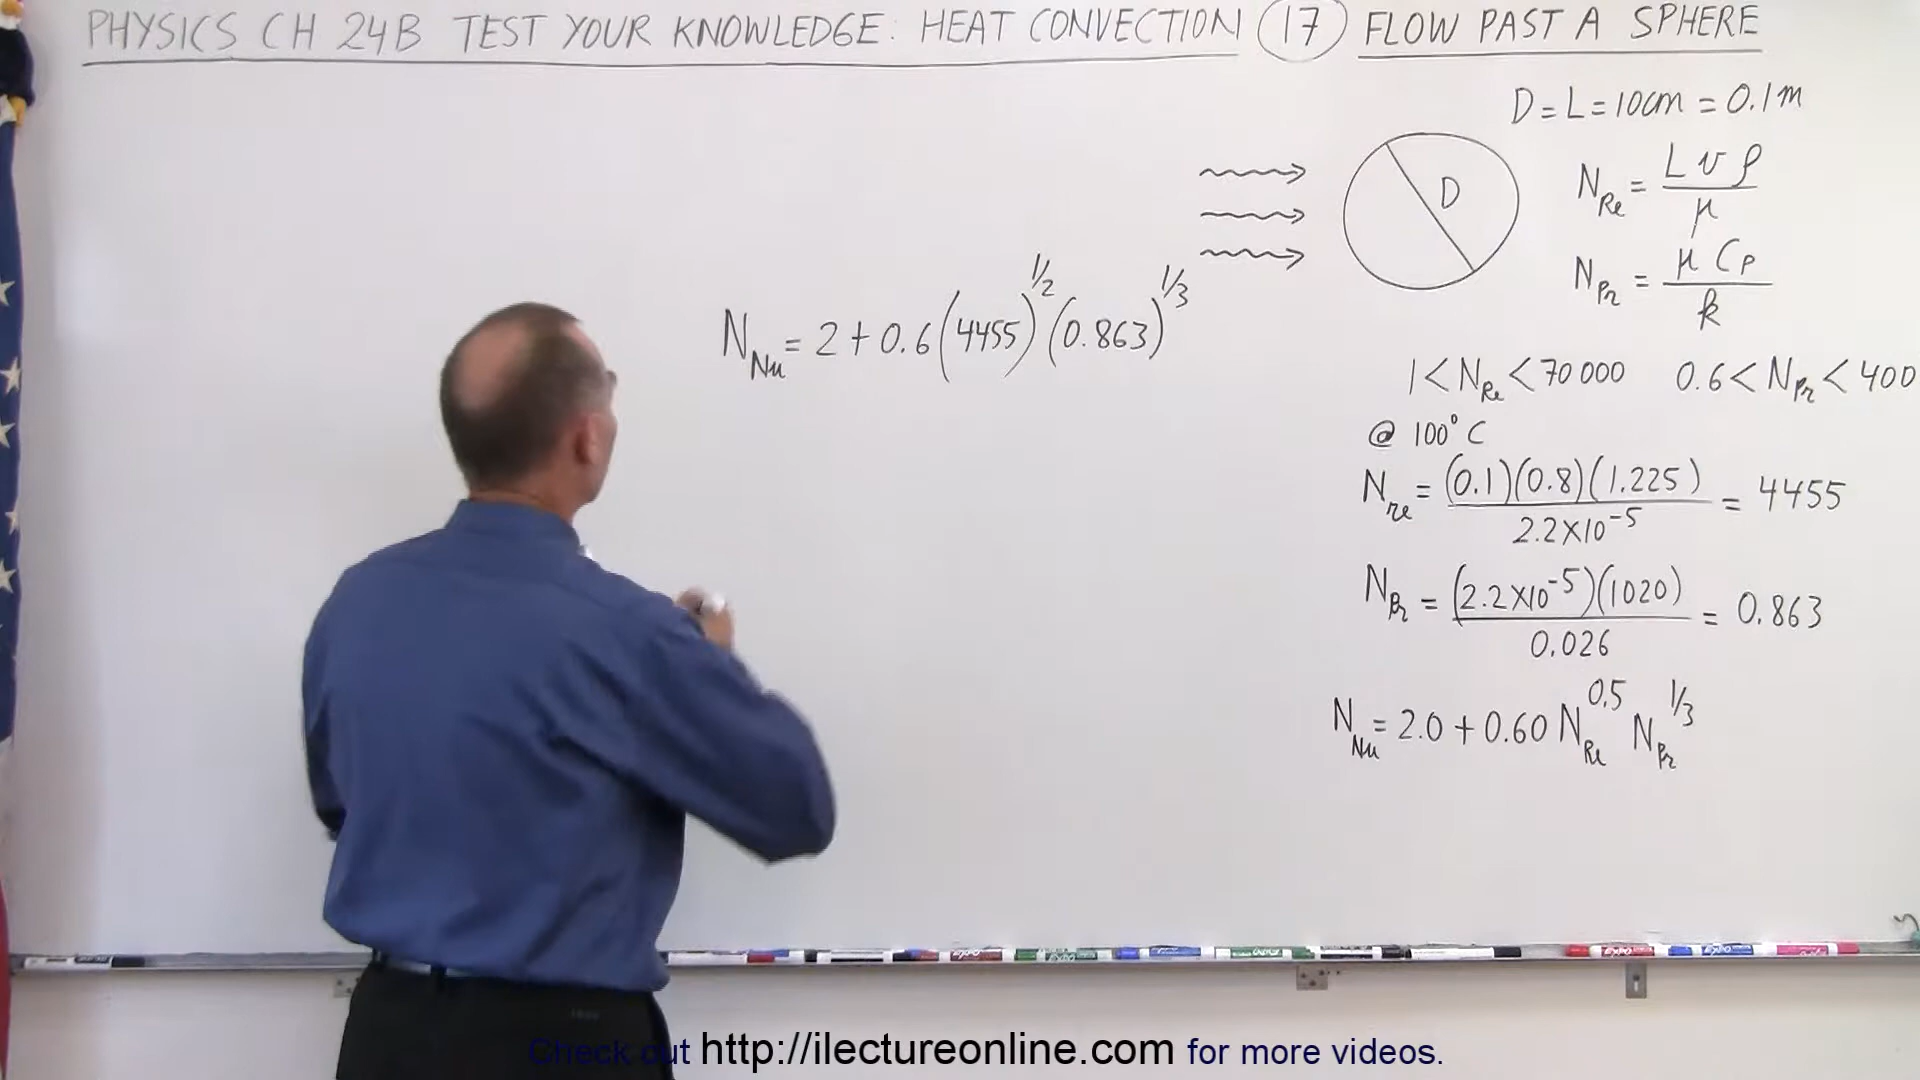 PHYSICS CH 24B TEST YOUR KNOWLEDGE: HEAT CONVECTION 17 FLOW PAST A SPHERE
D = L = 10cm = 0.1m
D
N_Re = Lvρ/μ
N_Pr = μCp/k
N_Nu = 2 + 0.6(4455)^1/2 (0.863)^1/3
1 < N_Re < 70 000 0.6 < N_Pr < 400
@ 100° C
N_re = (0.1)(0.8)(1.225)/2.2×10^-5 = 4455
N_Pr = (2.2×10^-5)(1020)/0.026 = 0.863
N_Nu = 2.0 + 0.60 N_Re^0.5 N_Pr^1/3
Check out http://ilectureonline.com for more videos.